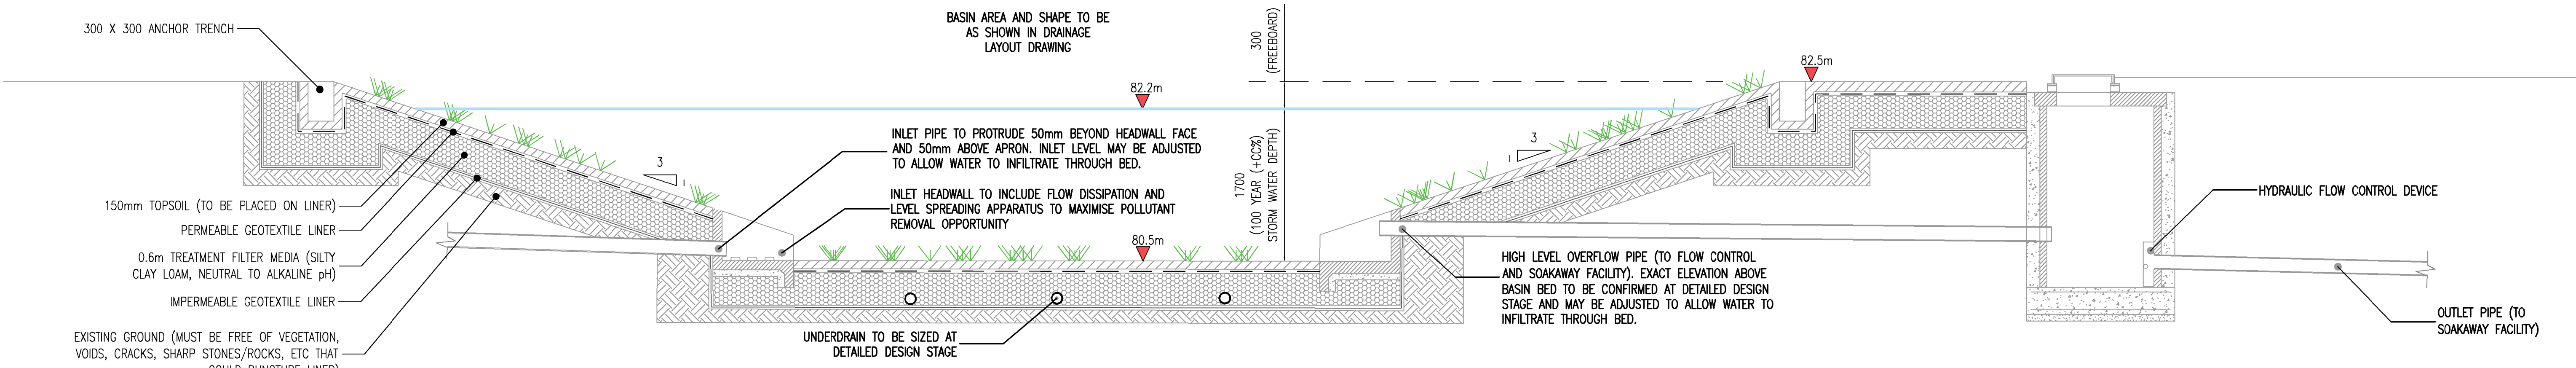 300 X 300 ANCHOR TRENCH
150mm TOPSOIL (TO BE PLACED ON LINER)
PERMEABLE GEOTEXTILE LINER
0.6m TREATMENT FILTER MEDIA (SILTY
CLAY LOAM, NEUTRAL TO ALKALINE pH)
IMPERMEABLE GEOTEXTILE LINER
EXISTING GROUND (MUST BE FREE OF VEGETATION,
VOIDS, CRACKS, SHARP STONES/ROCKS, ETC THAT
COULD PUNCTURE LINER)
3
1
BASIN AREA AND SHAPE TO BE
AS SHOWN IN DRAINAGE
LAYOUT DRAWING
82.2m
INLET PIPE TO PROTRUDE 50mm BEYOND HEADWALL FACE
AND 50mm ABOVE APRON. INLET LEVEL MAY BE ADJUSTED
TO ALLOW WATER TO INFILTRATE THROUGH BED.
INLET HEADWALL TO INCLUDE FLOW DISSIPATION AND
LEVEL SPREADING APPARATUS TO MAXIMISE POLLUTANT
REMOVAL OPPORTUNITY
80.5m
UNDERDRAIN TO BE SIZED AT
DETAILED DESIGN STAGE
300
(FREEBOARD)
1700
(100 YEAR (+CC%)
STORM WATER DEPTH)
3
1
82.5m
HIGH LEVEL OVERFLOW PIPE (TO FLOW CONTROL
AND SOAKAWAY FACILITY). EXACT ELEVATION ABOVE
BASIN BED TO BE CONFIRMED AT DETAILED DESIGN
STAGE AND MAY BE ADJUSTED TO ALLOW WATER TO
INFILTRATE THROUGH BED.
HYDRAULIC FLOW CONTROL DEVICE
OUTLET PIPE (TO
SOAKAWAY FACILITY)